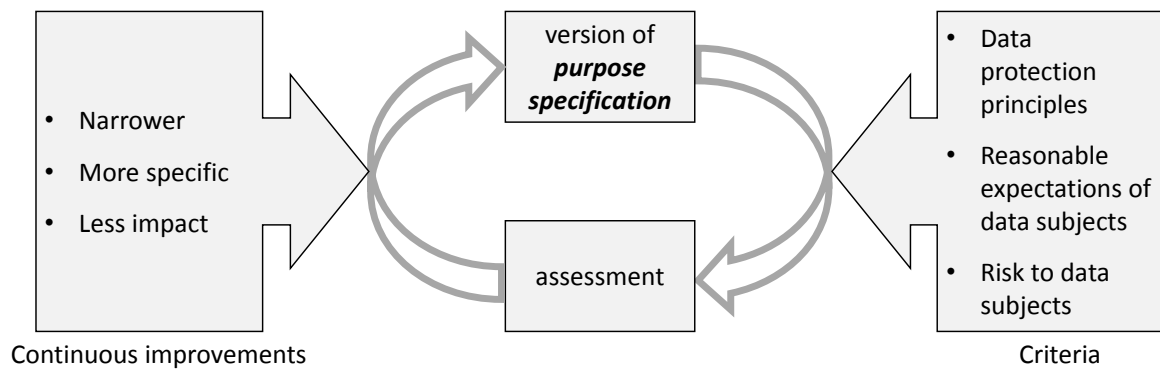 • Narrower
• More specific
• Less impact
Continuous improvements
version of
purpose
specification
assessment
• Data
protection
principles
• Reasonable
expectations of
data subjects
• Risk to data
subjects
Criteria